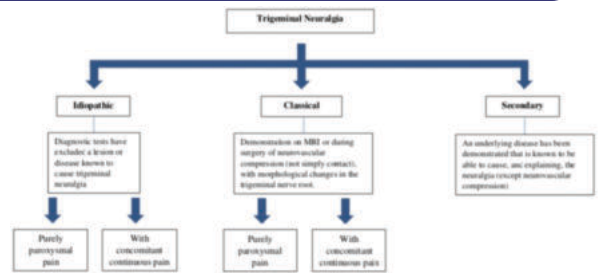 Trigeminal Neuralgia
Idiopathic
Classical
Secondary
Diagnostic tests have
excluded a lesion or
disease known to
cause trigeminal
neuralgia
Demonstration on MRI or during
surgery of neurovascular
compression (not simply contact),
with morphological changes in the
trigeminal nerve root.
An underlying disease has been
demonstrated that is known to be
able to cause, and explaining, the
neuralgia (except neurovascular
compression)
Purely
paroxysmal
pain
With
concomitant
continuous pain
Purely
paroxysmal
pain
With
concomitant
continuous pain